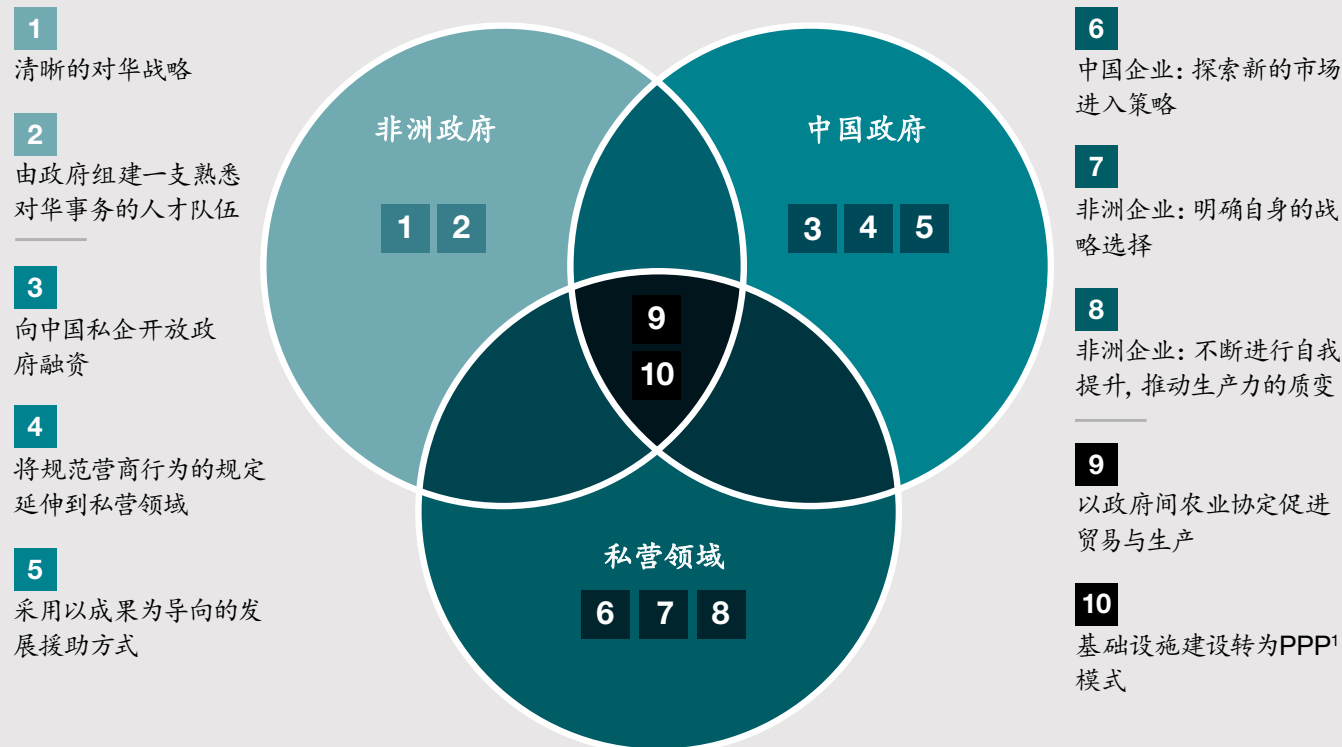 1
清晰的对华战略
2
由政府组建一支熟悉
对华事务的人才队伍
3
向中国私企开放政
府融资
4
将规范营商行为的规定
延伸到私营领域
5
采用以成果为导向的发
展援助方式
非洲政府
1 2
中国政府
3 4 5
9
10
私营领域
6 7 8
6
中国企业: 探索新的市场
进入策略
7
非洲企业: 明确自身的战
略选择
8
非洲企业: 不断进行自我
提升, 推动生产力的质变
9
以政府间农业协定促进
贸易与生产
10
基础设施建设转为PPP¹
模式